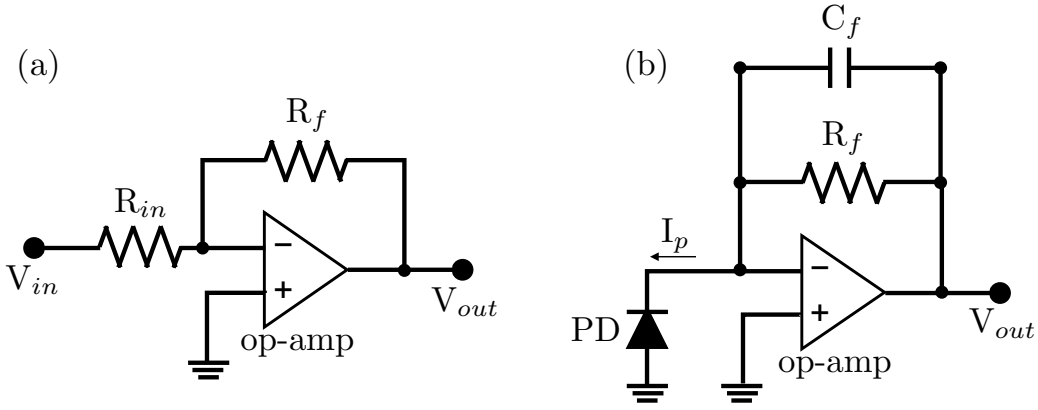 (a)
R_f
R_in
V_in
−
+
V_out
op-amp
(b)
C_f
R_f
I_p
−
+
PD
V_out
op-amp